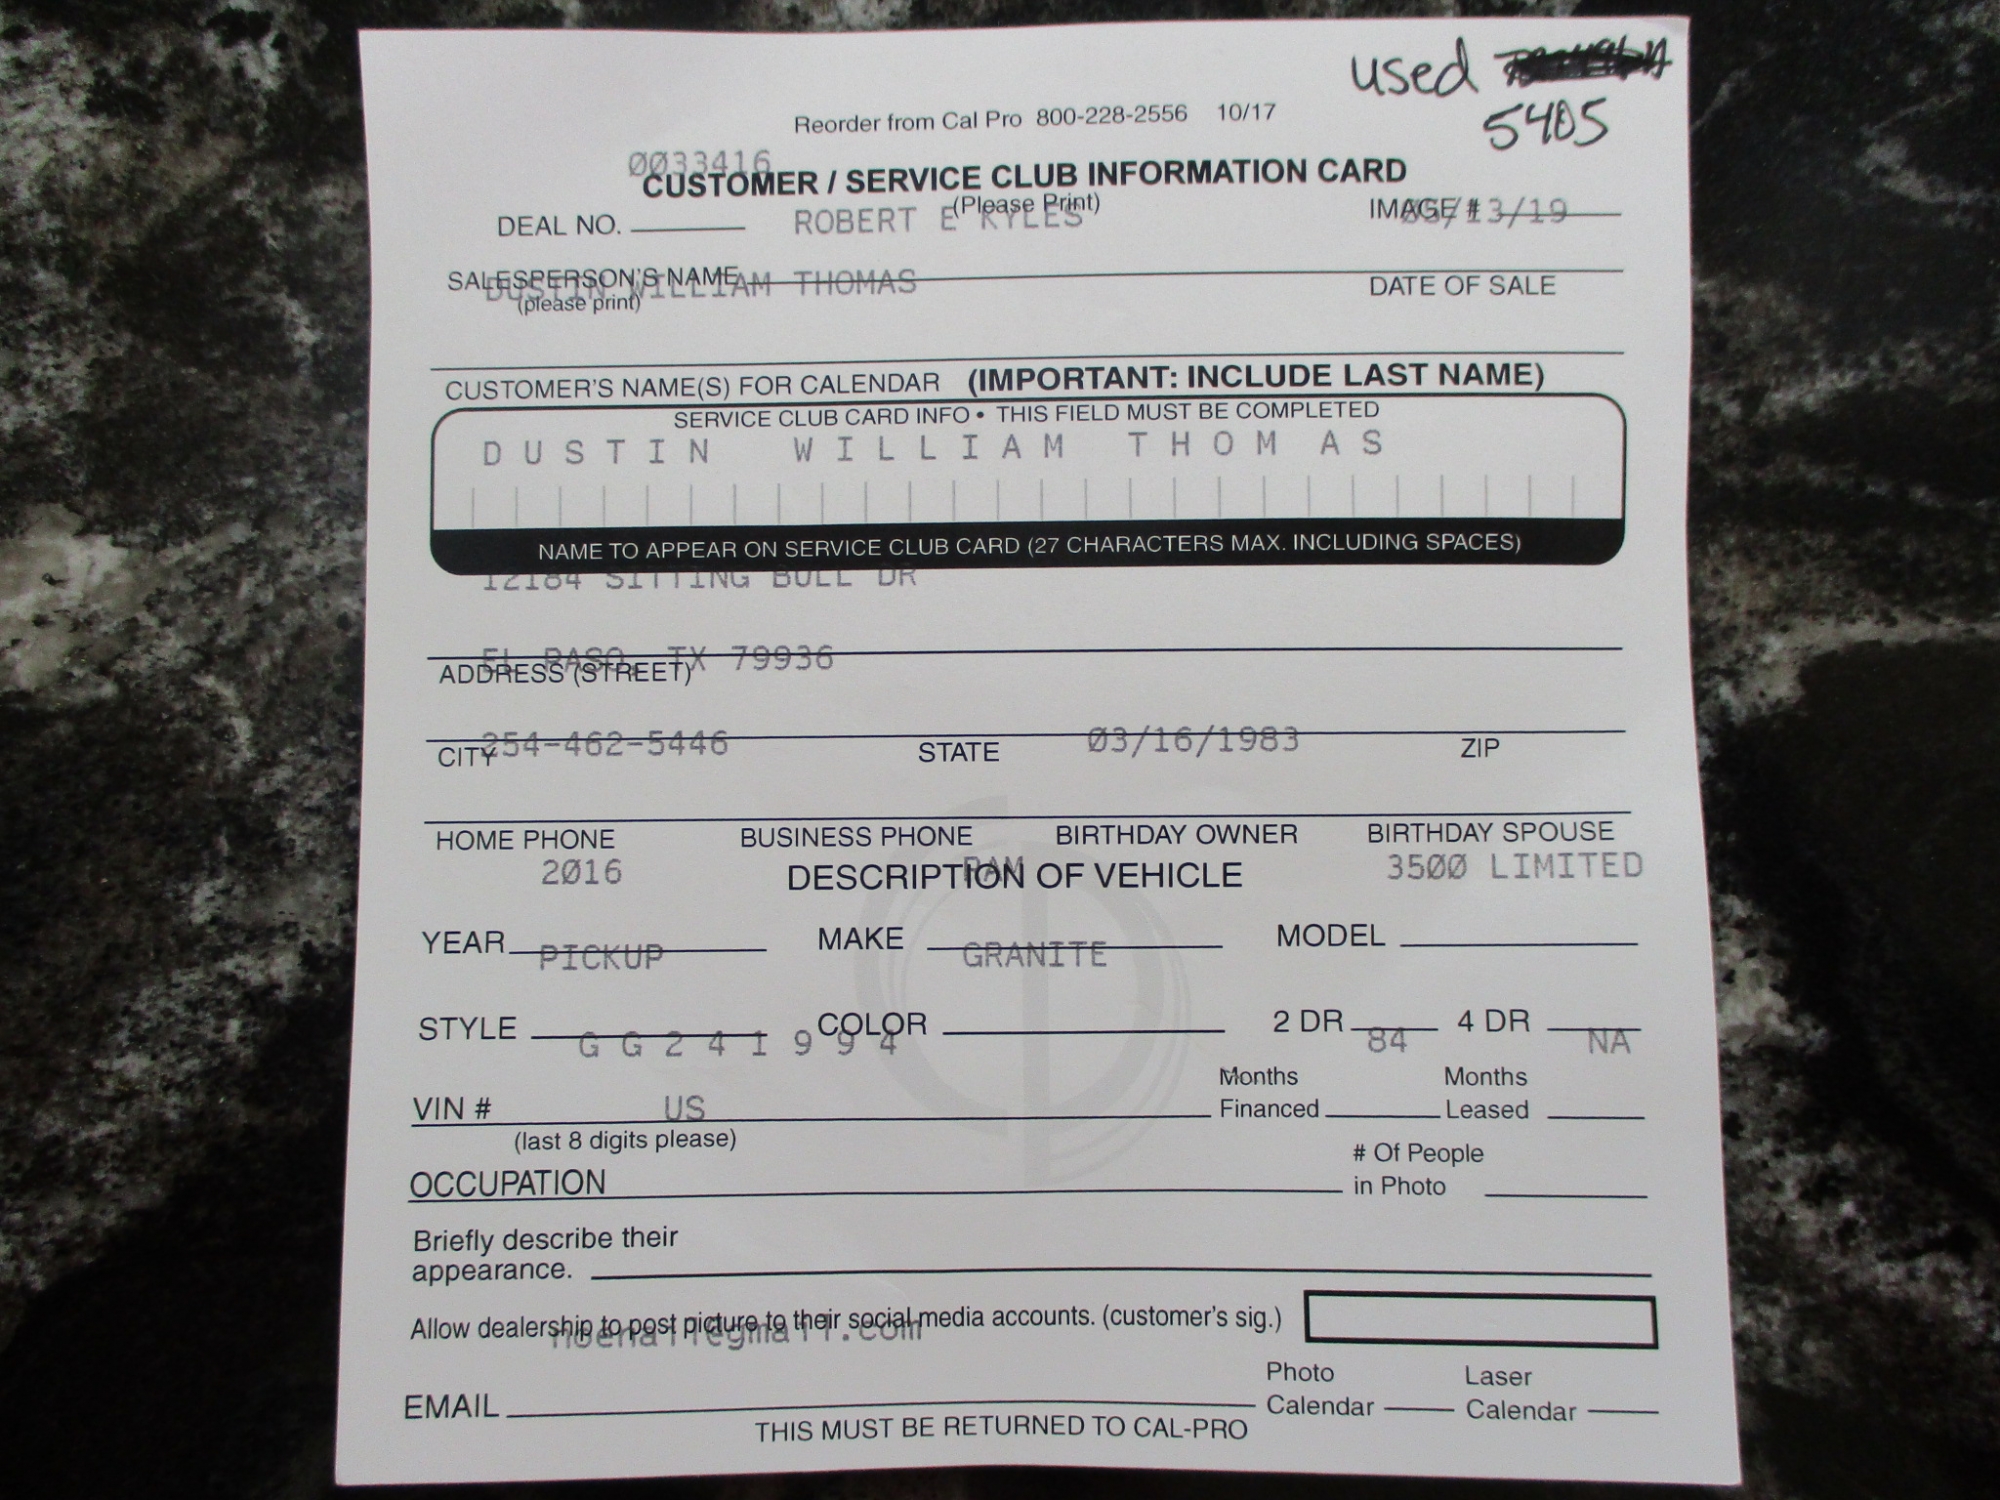 used
5405
Reorder from Cal Pro 800-228-2556 10/17
0033416
CUSTOMER / SERVICE CLUB INFORMATION CARD
(Please Print)
DEAL NO. ROBERT E KYLES IMAGE # /13/19
SALESPERSON'S NAME DUSTIN WILLIAM THOMAS DATE OF SALE
(please print)
CUSTOMER'S NAME(S) FOR CALENDAR (IMPORTANT: INCLUDE LAST NAME)
SERVICE CLUB CARD INFO • THIS FIELD MUST BE COMPLETED
DUSTIN WILLIAM THOMAS
NAME TO APPEAR ON SERVICE CLUB CARD (27 CHARACTERS MAX. INCLUDING SPACES)
12184 SITTING BULL DR
EL PASO, TX 79936
ADDRESS (STREET)
254-462-5446 03/16/1983
CITY STATE ZIP
HOME PHONE BUSINESS PHONE BIRTHDAY OWNER BIRTHDAY SPOUSE
2016 RAM 3500 LIMITED
DESCRIPTION OF VEHICLE
YEAR MAKE MODEL
PICKUP GRANITE
STYLE COLOR 2 DR 4 DR
GG241994 84 NA
Months Financed Months Leased
VIN # US
(last 8 digits please)
# Of People in Photo
OCCUPATION
Briefly describe their
appearance.
Allow dealership to post picture to their social media accounts. (customer's sig.)
Photo Calendar Laser Calendar
EMAIL
THIS MUST BE RETURNED TO CAL-PRO